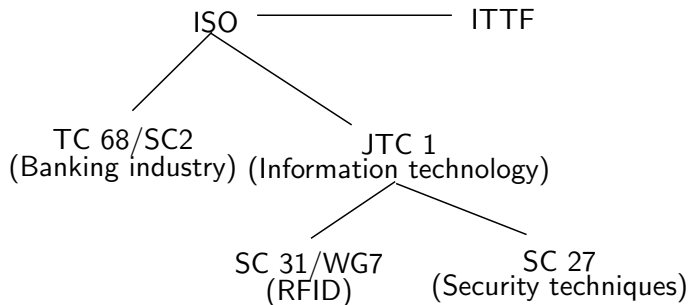 ISO
ITTF
TC 68/SC2
(Banking industry)
JTC 1
(Information technology)
SC 31/WG7
(RFID)
SC 27
(Security techniques)